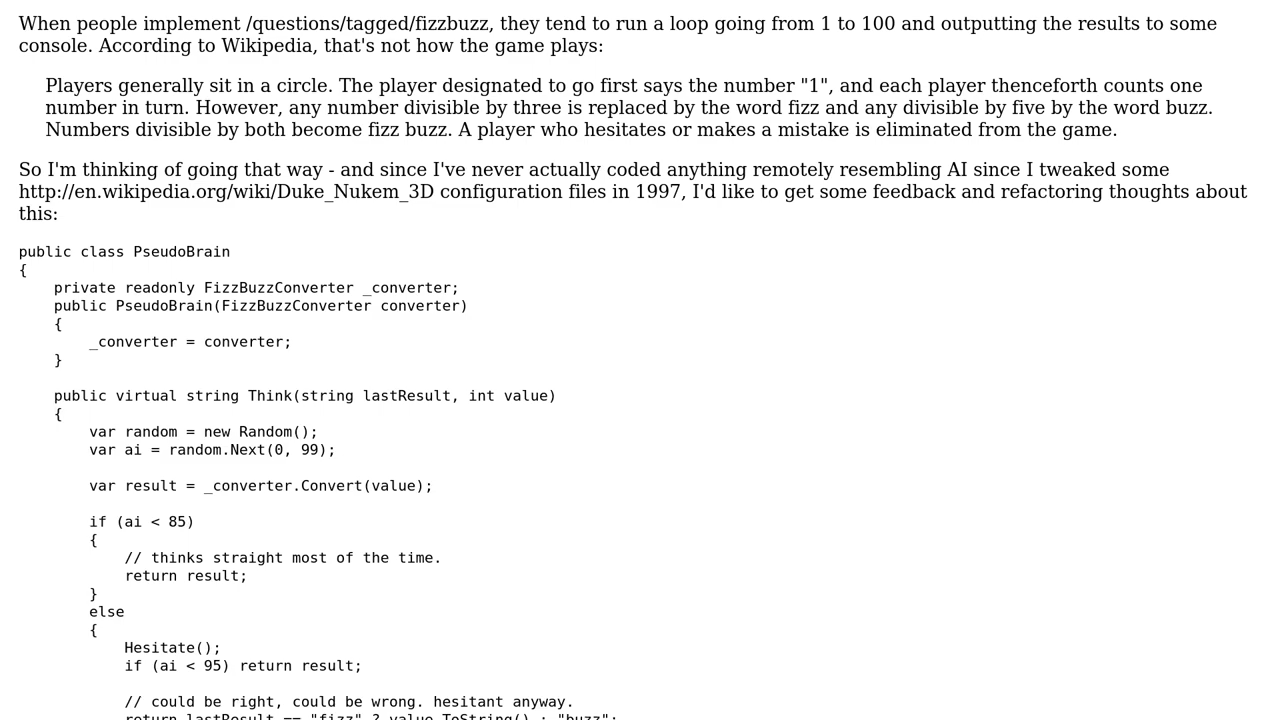 When people implement /questions/tagged/fizzbuzz, they tend to run a loop going from 1 to 100 and outputting the results to some
console. According to Wikipedia, that's not how the game plays:
Players generally sit in a circle. The player designated to go first says the number "1", and each player thenceforth counts one
number in turn. However, any number divisible by three is replaced by the word fizz and any divisible by five by the word buzz.
Numbers divisible by both become fizz buzz. A player who hesitates or makes a mistake is eliminated from the game.
So I'm thinking of going that way - and since I've never actually coded anything remotely resembling AI since I tweaked some
http://en.wikipedia.org/wiki/Duke_Nukem_3D configuration files in 1997, I'd like to get some feedback and refactoring thoughts about
this:
public class PseudoBrain
{
    private readonly FizzBuzzConverter _converter;
    public PseudoBrain(FizzBuzzConverter converter)
    {
        _converter = converter;
    }
    public virtual string Think(string lastResult, int value)
    {
        var random = new Random();
        var ai = random.Next(0, 99);
        var result = _converter.Convert(value);
        if (ai < 85)
        {
            // thinks straight most of the time.
            return result;
        }
        else
        {
            Hesitate();
            if (ai < 95) return result;
            // could be right, could be wrong. hesitant anyway.
            return lastResult == "fizz" ? value.ToString() : "buzz";